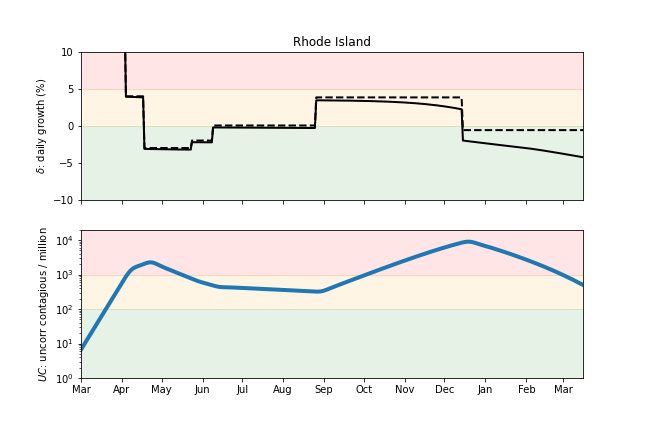 Rhode Island
δ: daily growth (%)
10
5
0
−5
−10
UC: uncorr contagious / million
10⁴
10³
10²
10¹
10⁰
Mar Apr May Jun Jul Aug Sep Oct Nov Dec Jan Feb Mar